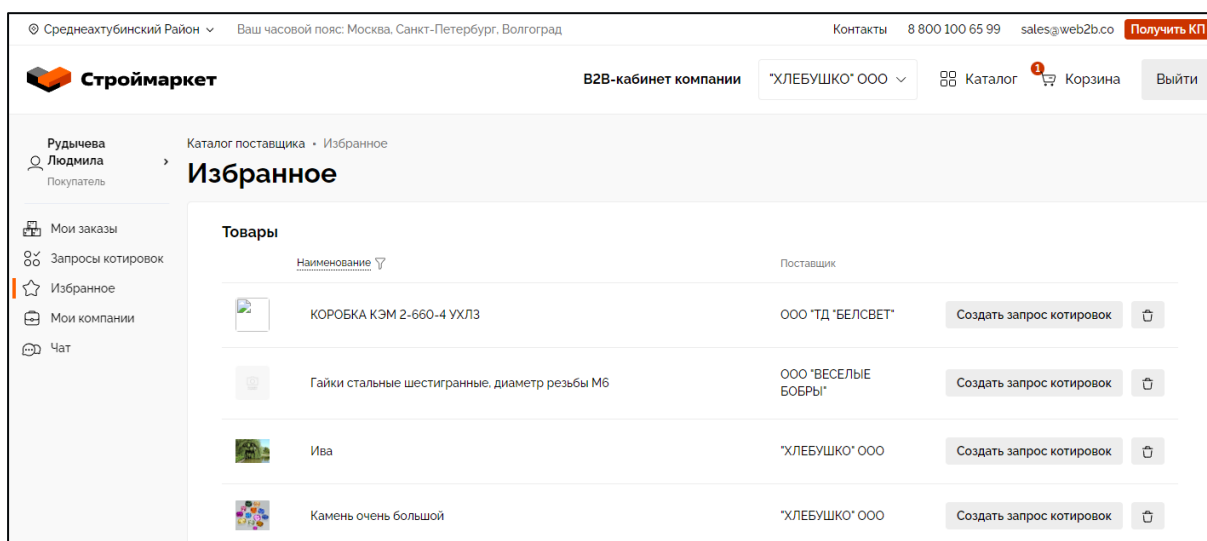 Среднеахтубинский Район Ваш часовой пояс: Москва, Санкт-Петербург, Волгоград Контакты 8 800 100 65 99 sales@web2b.co Получить КП
Строймаркет B2B-кабинет компании "ХЛЕБУШКО" ООО Каталог 1 Корзина Выйти
Рудычева
Людмила
Покупатель
Мои заказы
Запросы котировок
Избранное
Мои компании
Чат
Каталог поставщика • Избранное
Избранное
Товары
Наименование Поставщик
КОРОБКА КЭМ 2-660-4 УХЛ3 ООО "ТД "БЕЛСВЕТ" Создать запрос котировок
Гайки стальные шестигранные, диаметр резьбы М6 ООО "ВЕСЕЛЫЕ
БОБРЫ" Создать запрос котировок
Ива "ХЛЕБУШКО" ООО Создать запрос котировок
Камень очень большой "ХЛЕБУШКО" ООО Создать запрос котировок